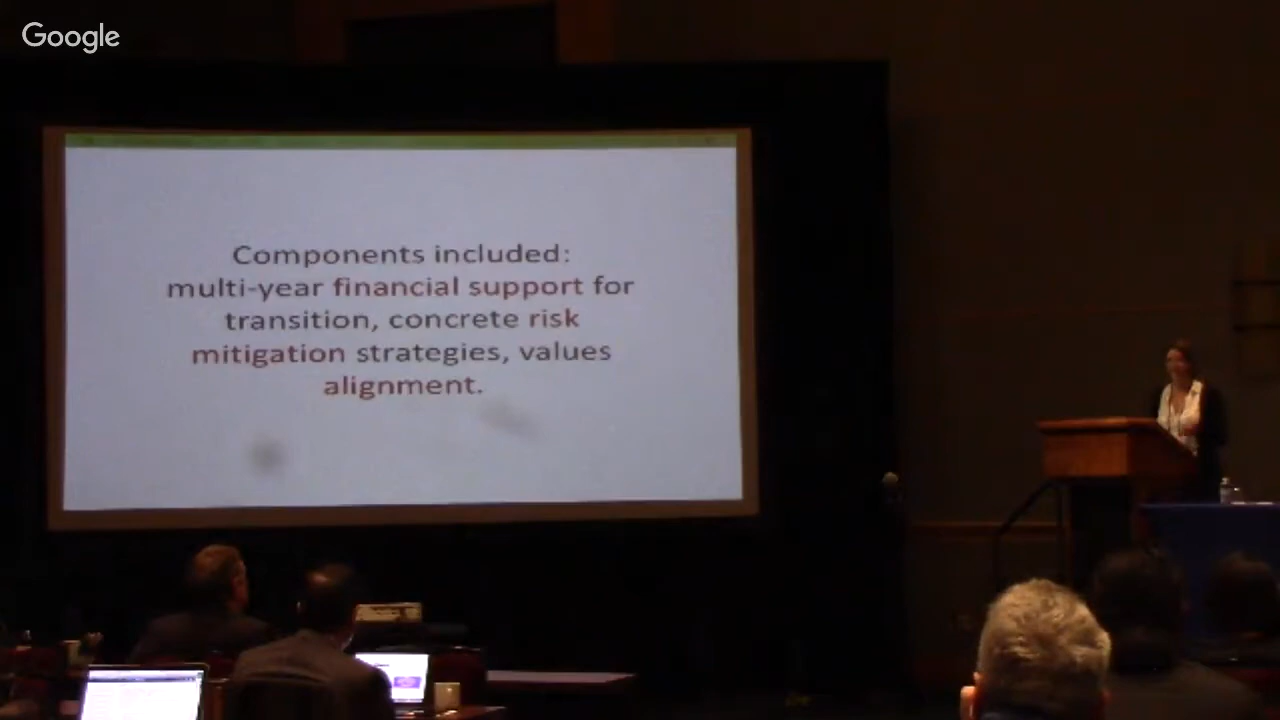 Google
Components included:
multi-year financial support for
transition, concrete risk
mitigation strategies, values
alignment.